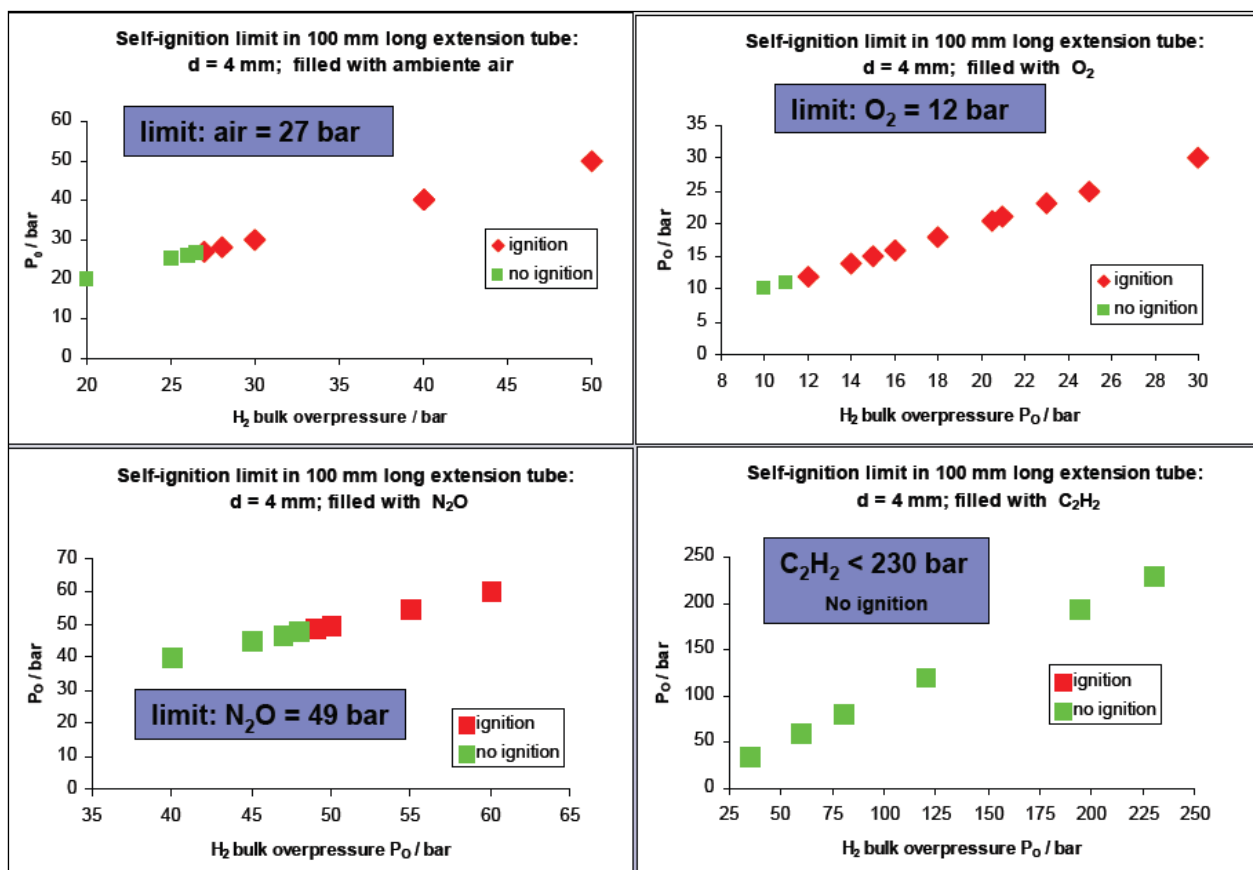 Self-ignition limit in 100 mm long extension tube:
d = 4 mm; filled with ambiente air
limit: air = 27 bar
60
50
40
30
20
10
0
P₀ / bar
ignition
no ignition
20
25
30
35
40
45
50
H₂ bulk overpressure / bar
Self-ignition limit in 100 mm long extension tube:
d = 4 mm; filled with O₂
limit: O₂ = 12 bar
35
30
25
20
15
10
5
0
P_O / bar
ignition
no ignition
8
10
12
14
16
18
20
22
24
26
28
30
H₂ bulk overpressure P_O / bar
Self-ignition limit in 100 mm long extension tube:
d = 4 mm; filled with N₂O
70
60
50
40
30
20
10
0
P_O / bar
limit: N₂O = 49 bar
ignition
no ignition
35
40
45
50
55
60
65
H₂ bulk overpressure P_O / bar
Self-ignition limit in 100 mm long extension tube:
d = 4 mm; filled with C₂H₂
C₂H₂ < 230 bar
No ignition
250
200
150
100
50
0
P_O / bar
ignition
no ignition
25
50
75
100
125
150
175
200
225
250
H₂ bulk overpressure P_O / bar